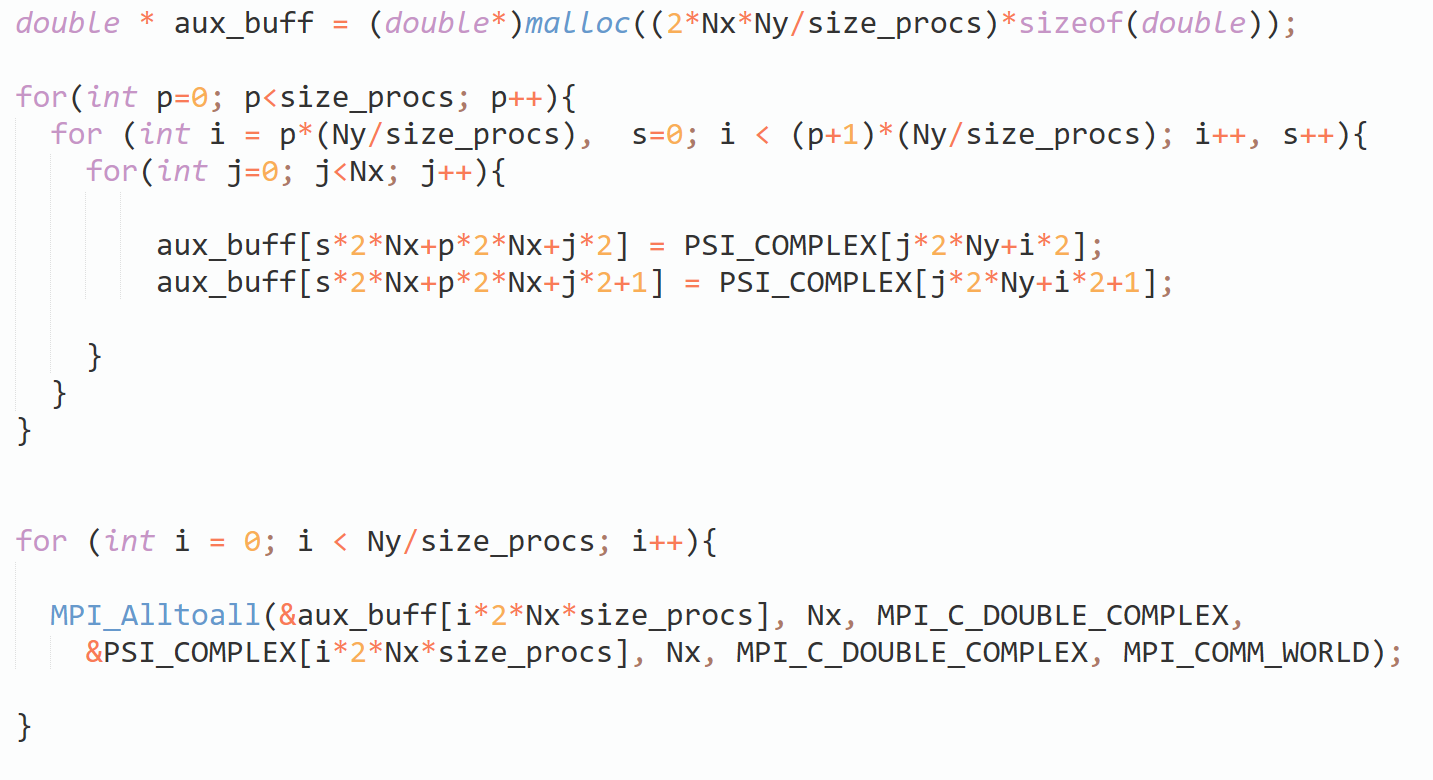 double * aux_buff = (double*)malloc((2*Nx*Ny/size_procs)*sizeof(double));
for(int p=0; p<size_procs; p++){
for (int i = p*(Ny/size_procs),  s=0; i < (p+1)*(Ny/size_procs); i++, s++){
for(int j=0; j<Nx; j++){
aux_buff[s*2*Nx+p*2*Nx+j*2] = PSI_COMPLEX[j*2*Ny+i*2];
aux_buff[s*2*Nx+p*2*Nx+j*2+1] = PSI_COMPLEX[j*2*Ny+i*2+1];
}
}
}
for (int i = 0; i < Ny/size_procs; i++){
MPI_Alltoall(&aux_buff[i*2*Nx*size_procs], Nx, MPI_C_DOUBLE_COMPLEX,
&PSI_COMPLEX[i*2*Nx*size_procs], Nx, MPI_C_DOUBLE_COMPLEX, MPI_COMM_WORLD);
}